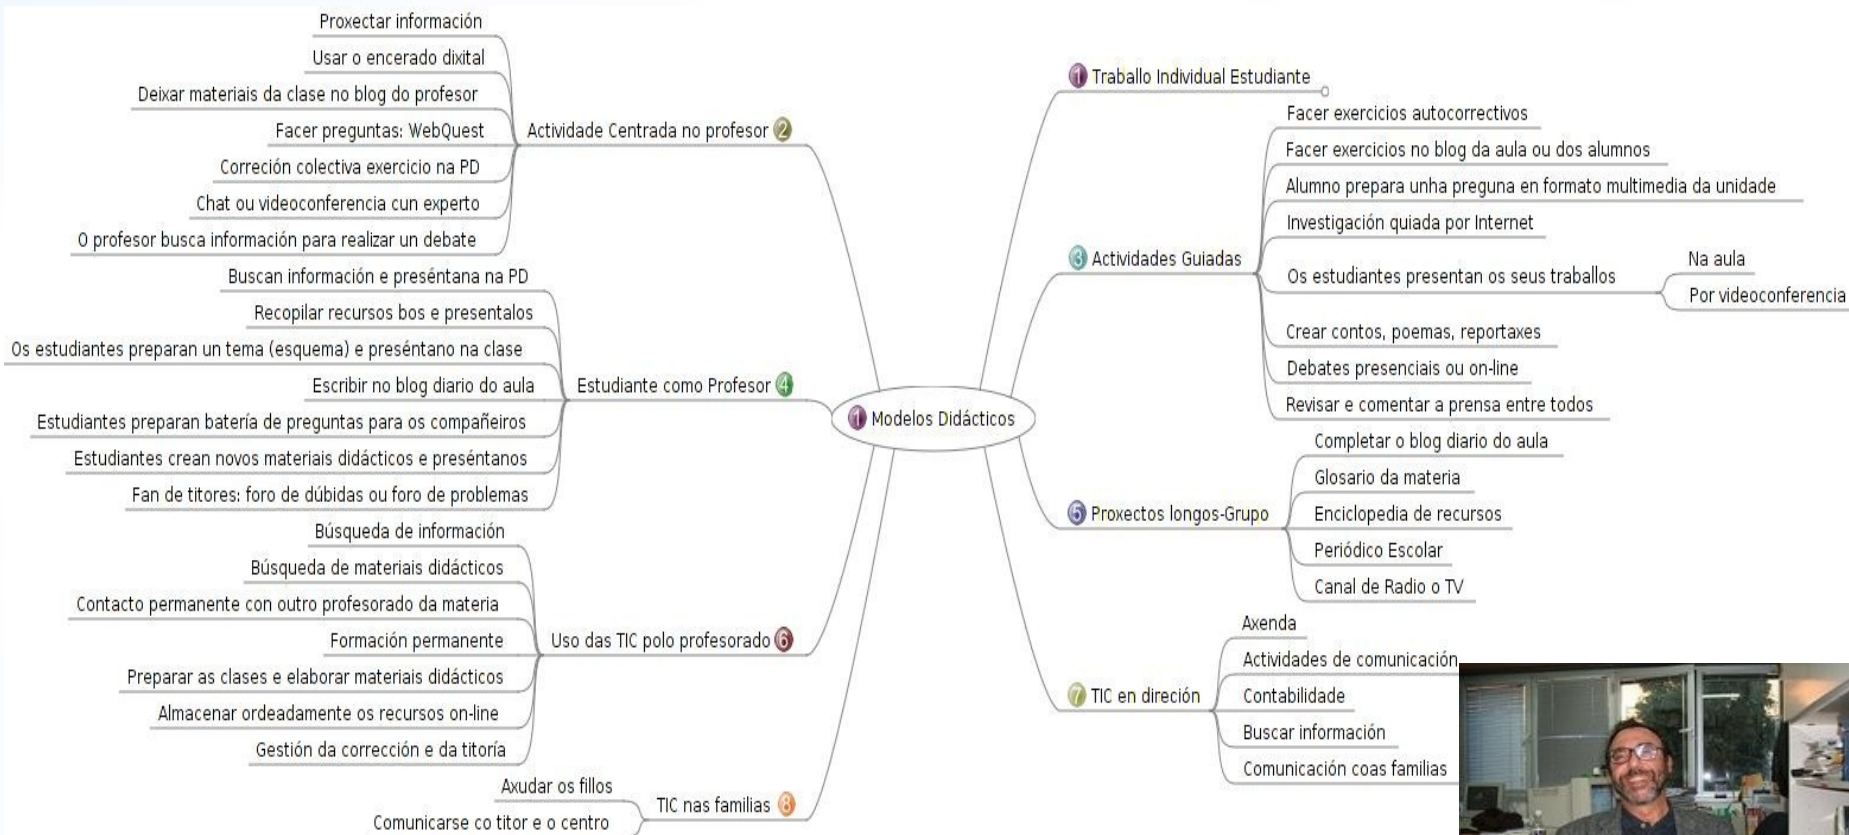 Proxectar información
Usar o encerado dixital
Deixar materiais da clase no blog do profesor
Facer preguntas: WebQuest
Correción colectiva exercicio na PD
Chat ou videoconferencia cun experto
O profesor busca información para realizar un debate
Actividade Centrada no profesor 2
Buscan información e preséntana na PD
Recopilar recursos bos e presentalos
Os estudiantes preparan un tema (esquema) e preséntano na clase
Escribir no blog diario do aula
Estudiantes preparan batería de preguntas para os compañeiros
Estudiantes crean novos materiais didácticos e preséntanos
Fan de titores: foro de dúbidas ou foro de problemas
Estudiante como Profesor 4
Búsqueda de información
Búsqueda de materiais didácticos
Contacto permanente con outro profesorado da materia
Formación permanente
Preparar as clases e elaborar materiais didácticos
Almacenar ordeadamente os recursos on-line
Gestión da corrección e da titoría
Uso das TIC polo profesorado 6
Axudar os fillos
Comunicarse co titor e o centro
TIC nas familias 8
1 Modelos Didácticos
1 Traballo Individual Estudiante
3 Actividades Guiadas
Facer exercicios autocorrectivos
Facer exercicios no blog da aula ou dos alumnos
Alumno prepara unha preguna en formato multimedia da unidade
Investigación quiada por Internet
Os estudiantes presentan os seus traballos
Na aula
Por videoconferencia
Crear contos, poemas, reportaxes
Debates presenciais ou on-line
Revisar e comentar a prensa entre todos
5 Proxectos longos-Grupo
Completar o blog diario do aula
Glosario da materia
Enciclopedia de recursos
Periódico Escolar
Canal de Radio o TV
7 TIC en direción
Axenda
Actividades de comunicación
Contabilidade
Buscar información
Comunicación coas familias